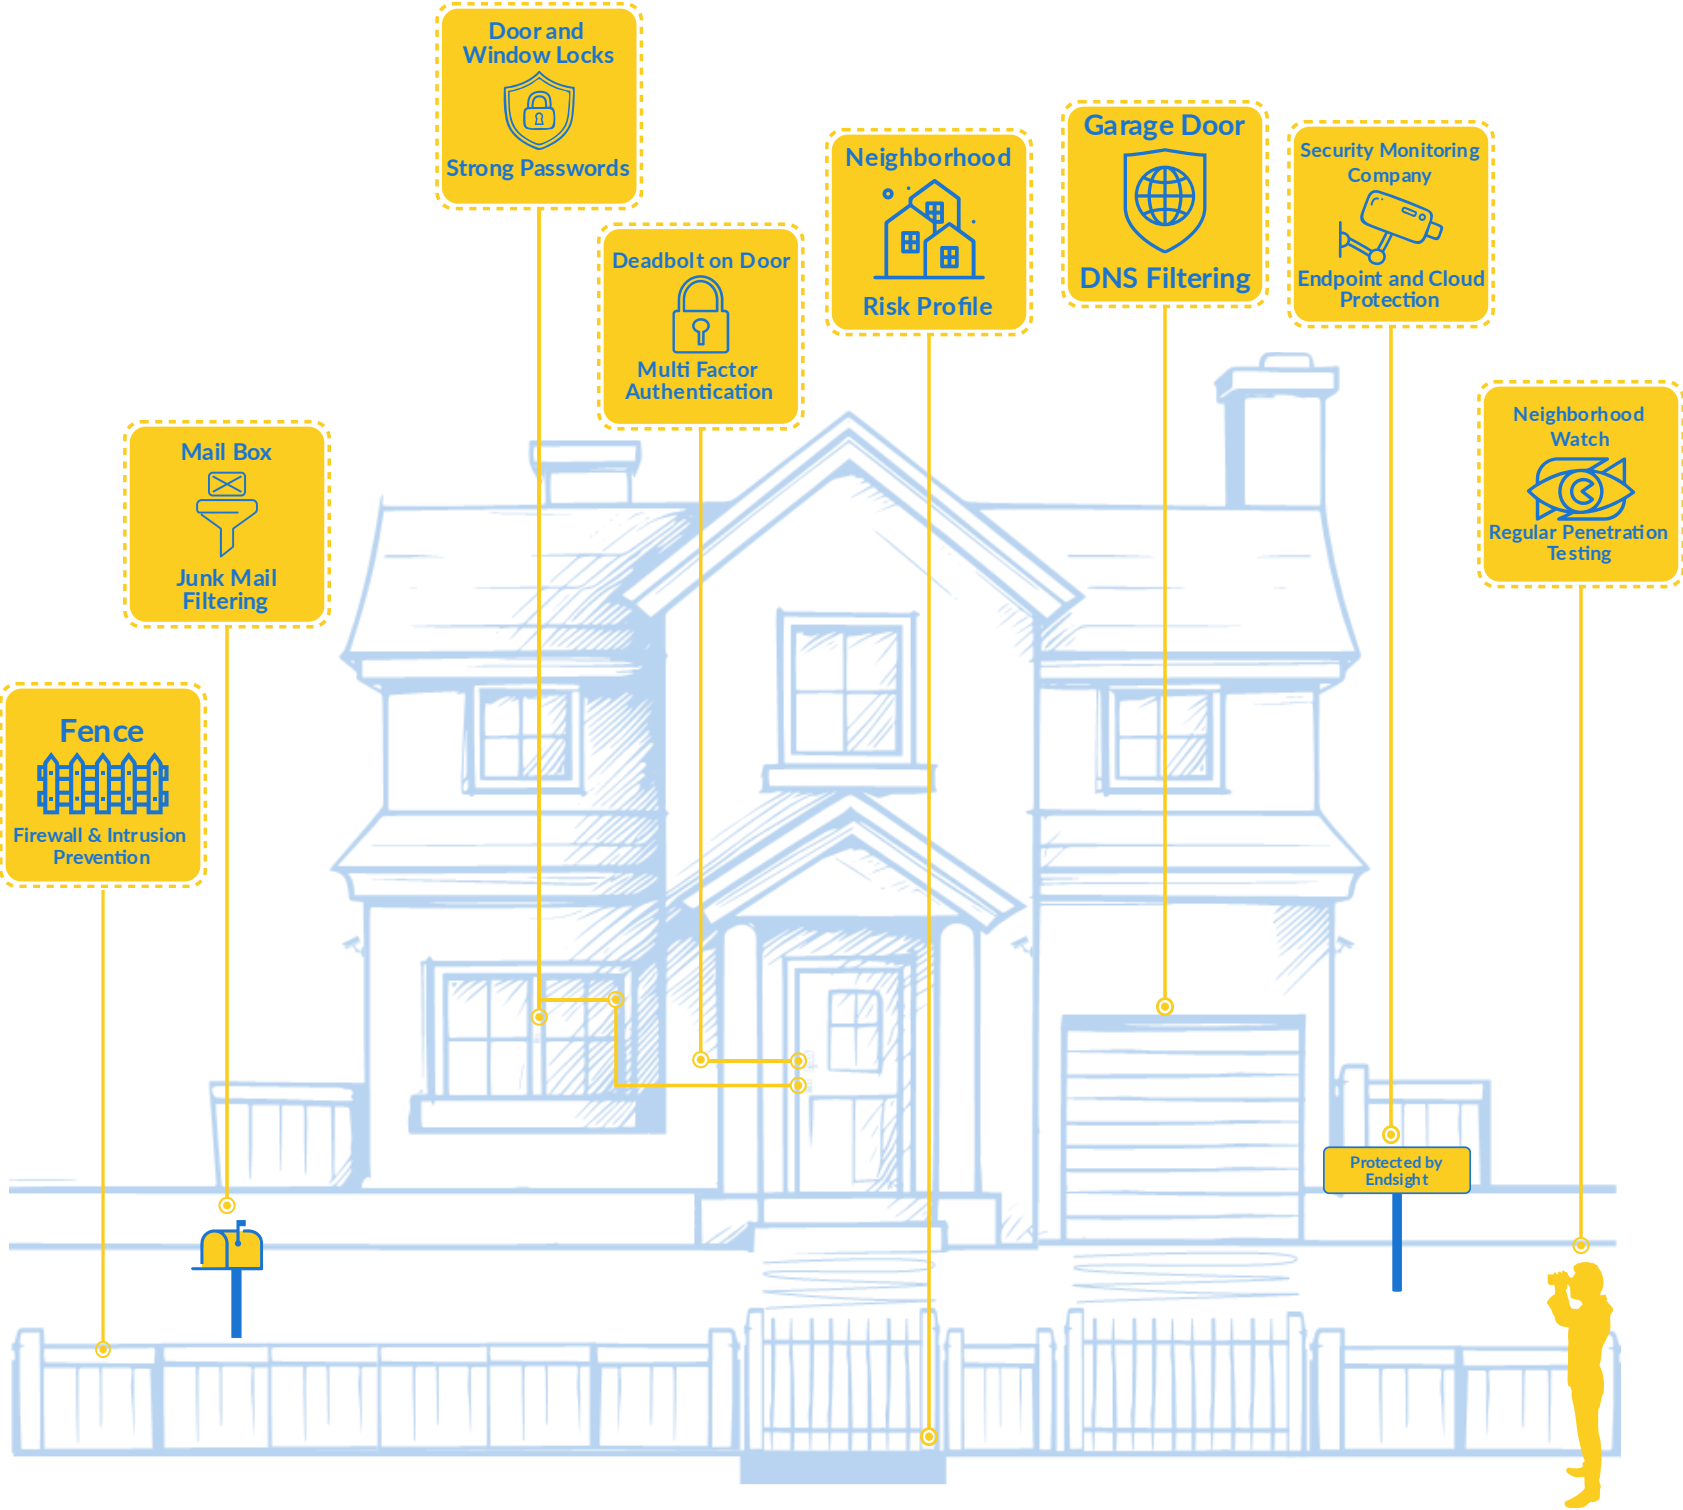 Door and
Window Locks
Strong Passwords
Garage Door
DNS Filtering
Neighborhood
Risk Profile
Security Monitoring
Company
Endpoint and Cloud
Protection
Deadbolt on Door
Multi Factor
Authentication
Neighborhood
Watch
Regular Penetration
Testing
Mail Box
Junk Mail
Filtering
Fence
Firewall & Intrusion
Prevention
Protected by
Endsight